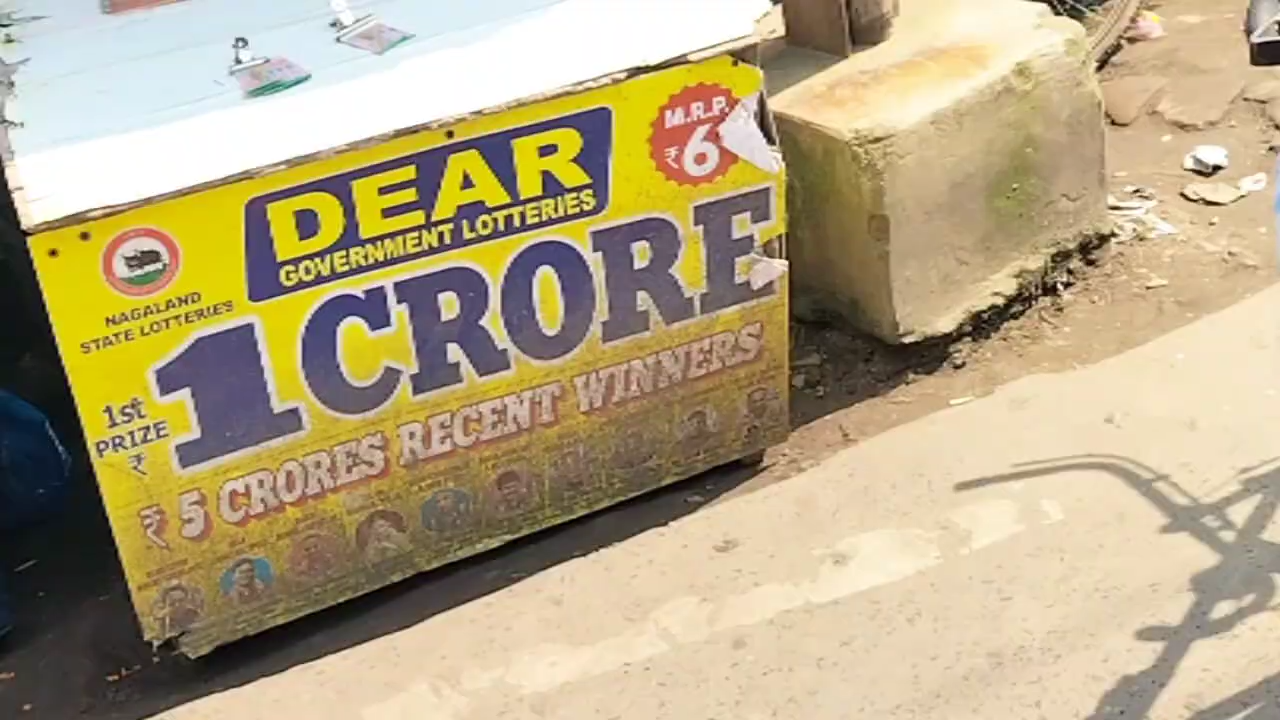 DEAR
GOVERNMENT LOTTERIES
M.R.P.
₹6
NAGALAND
STATE LOTTERIES
1st
PRIZE
₹
1 CRORE
₹ 5 CRORES RECENT WINNERS